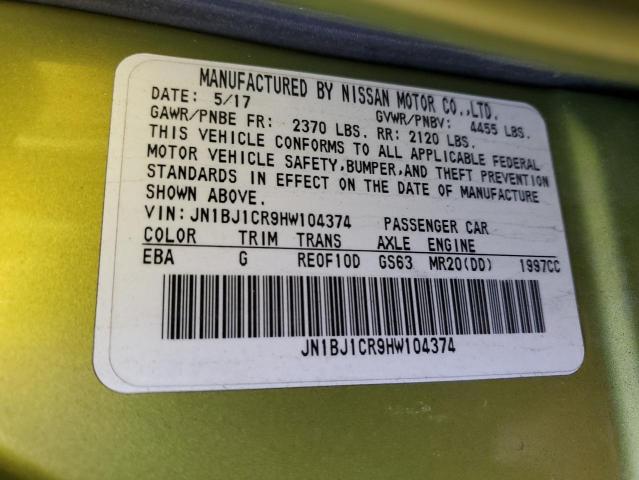 MANUFACTURED BY NISSAN MOTOR CO.,LTD.
DATE: 5/17 GVWR/PNBV: 4455 LBS.
GAWR/PNBE FR: 2370 LBS. RR: 2120 LBS.
THIS VEHICLE CONFORMS TO ALL APPLICABLE FEDERAL
MOTOR VEHICLE SAFETY,BUMPER,AND THEFT PREVENTION
STANDARDS IN EFFECT ON THE DATE OF MANUFACTURE
SHOWN ABOVE.
VIN:JN1BJ1CR9HW104374 PASSENGER CAR
COLOR TRIM TRANS AXLE ENGINE
EBA G RE0F10D GS63 MR20(DD) 1997CC
JN1BJ1CR9HW104374